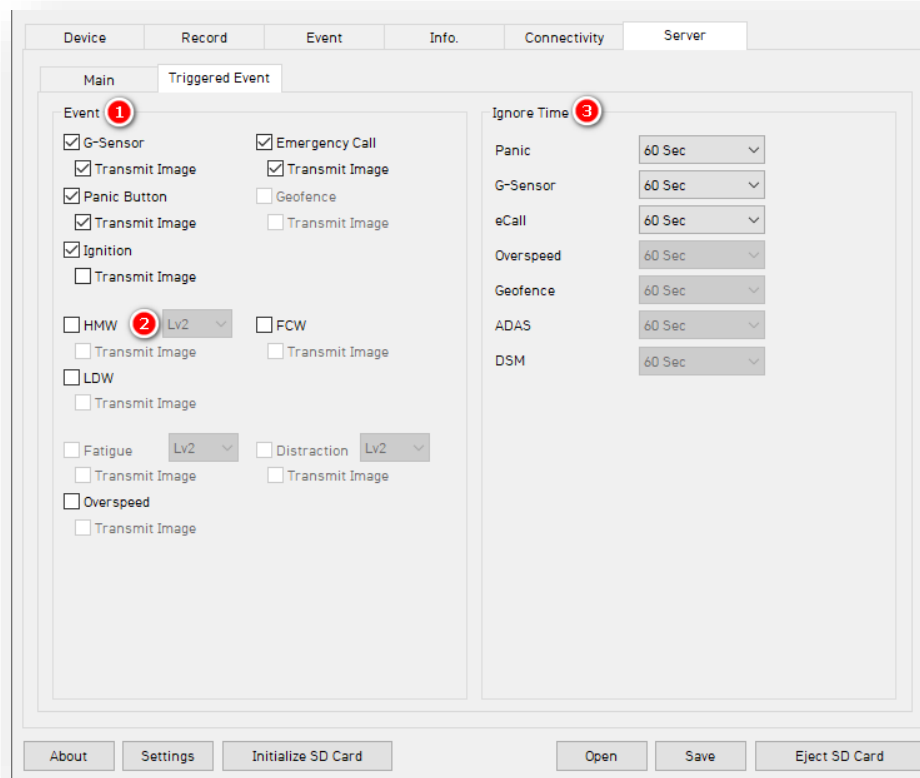 Device Record Event Info. Connectivity Server
Main Triggered Event
Event 1
G-Sensor Emergency Call
Transmit Image Transmit Image
Panic Button Geofence
Transmit Image Transmit Image
Ignition
Transmit Image
HMW 2 Lv2 FCW
Transmit Image Transmit Image
LDW
Transmit Image
Fatigue Lv2 Distraction Lv2
Transmit Image Transmit Image
Overspeed
Transmit Image
Ignore Time 3
Panic 60 Sec
G-Sensor 60 Sec
eCall 60 Sec
Overspeed 60 Sec
Geofence 60 Sec
ADAS 60 Sec
DSM 60 Sec
About Settings Initialize SD Card Open Save Eject SD Card